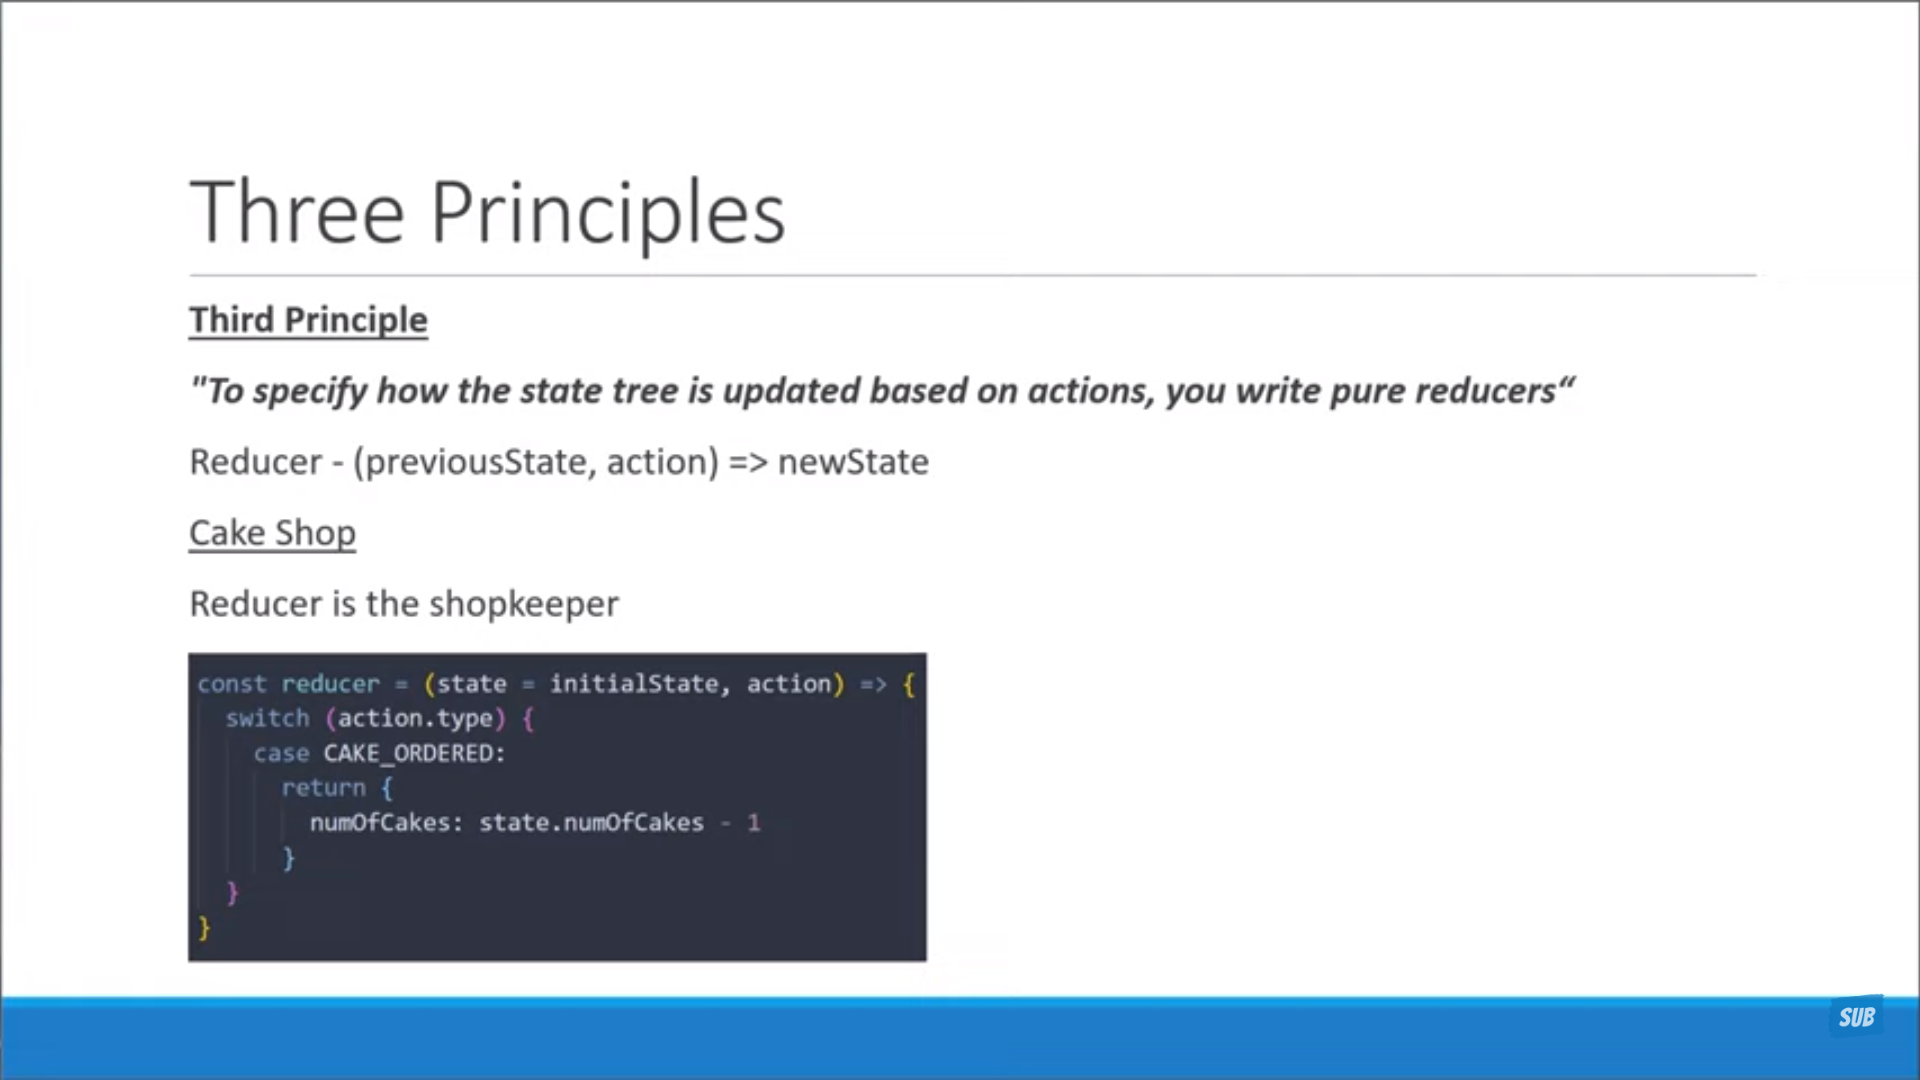 Three Principles
Third Principle
"To specify how the state tree is updated based on actions, you write pure reducers“
Reducer - (previousState, action) => newState
Cake Shop
Reducer is the shopkeeper
const reducer = (state = initialState, action) => {
  switch (action.type) {
    case CAKE_ORDERED:
      return {
        numOfCakes: state.numOfCakes - 1
      }
  }
}
SUB